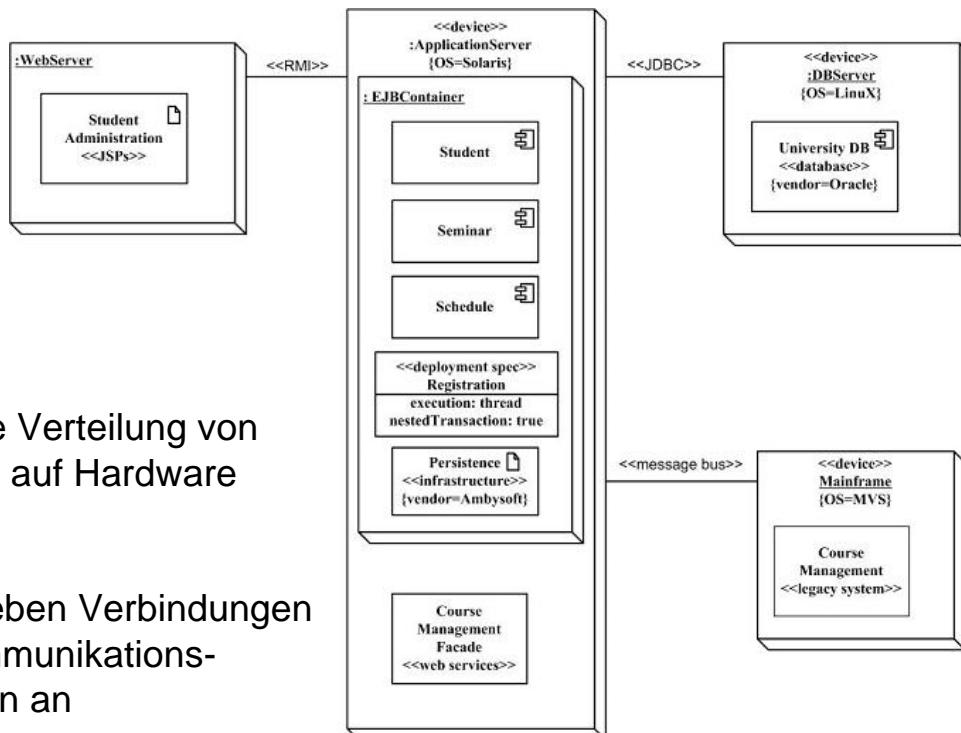 :WebServer
Student
Administration
<<JSPs>>
<<RMI>>
<<device>>
:ApplicationServer
{OS=Solaris}
: EJBContainer
Student
Seminar
Schedule
<<deployment spec>>
Registration
execution: thread
nestedTransaction: true
Persistence
<<infrastructure>>
{vendor=Ambysoft}
Course
Management
Facade
<<web services>>
<<JDBC>>
<<device>>
:DBServer
{OS=LinuX}
University DB
<<database>>
{vendor=Oracle}
<<message bus>>
<<device>>
Mainframe
{OS=MVS}
Course
Management
<<legacy system>>
e Verteilung von
auf Hardware
eben Verbindungen
mmunikations-
n an